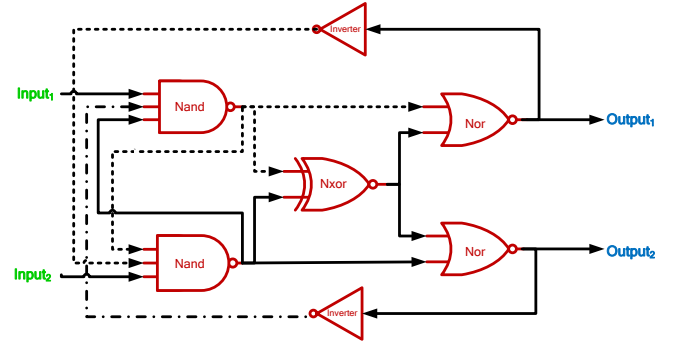 Inverter
Input₁
Nand
Nor
Output₁
Nxor
Input₂
Nand
Nor
Output₂
Inverter